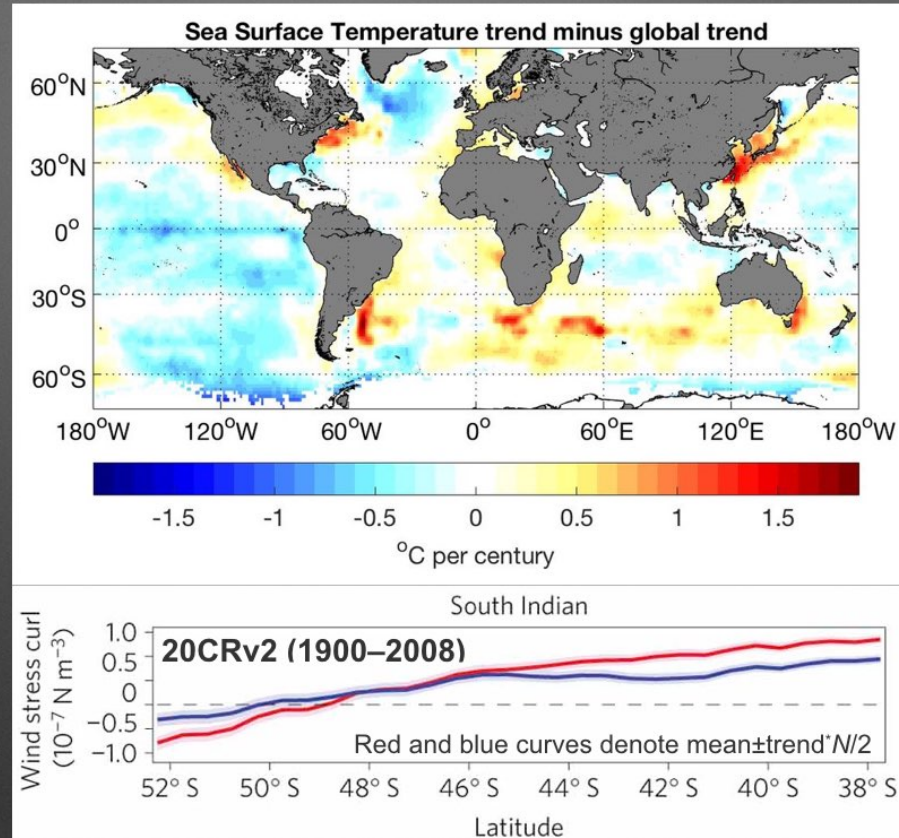 Sea Surface Temperature trend minus global trend
60°N
30°N
0°
30°S
60°S
180°W 120°W 60°W 0° 60°E 120°E 180°W
-1.5 -1 -0.5 0 0.5 1 1.5
°C per century
South Indian
Wind stress curl
(10⁻⁷ N m⁻³)
1.0
0.5
0
−0.5
−1.0
20CRv2 (1900–2008)
Red and blue curves denote mean±trend*N/2
52° S 50° S 48° S 46° S 44° S 42° S 40° S 38° S
Latitude